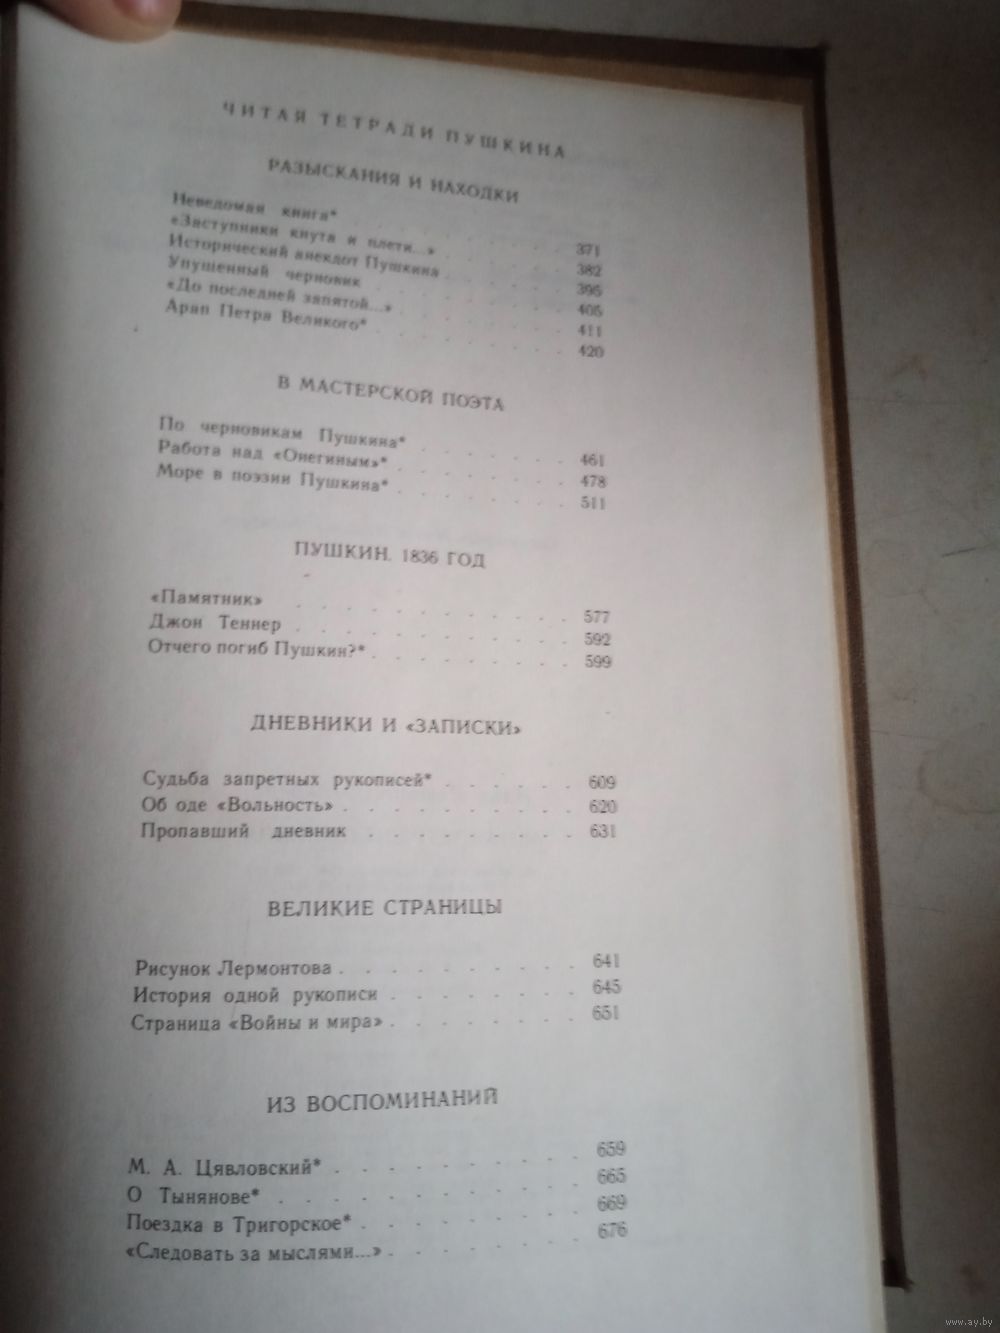 ЧИТАЯ ТЕТРАДИ ПУШКИНА
РАЗЫСКАНИЯ И НАХОДКИ
Неведомая книга* . . . . . . . . . 371
«Заступники кнута и плети...» . . . . . . 382
Исторический анекдот Пушкина . . . . . . 395
Упущенный черновик . . . . . . . . 405
«До последней запятой...» . . . . . . . 411
Арап Петра Великого* . . . . . . . . 420
В МАСТЕРСКОЙ ПОЭТА
По черновикам Пушкина* . . . . . . . 461
Работа над «Онегиным»* . . . . . . . 478
Море в поэзии Пушкина* . . . . . . . 511
ПУШКИН. 1836 ГОД
«Памятник» . . . . . . . . . . . 577
Джон Теннер . . . . . . . . . . . 592
Отчего погиб Пушкин?* . . . . . . . . 599
ДНЕВНИКИ И «ЗАПИСКИ»
Судьба запретных рукописей* . . . . . . 609
Об оде «Вольность» . . . . . . . . . 620
Пропавший дневник . . . . . . . . . 631
ВЕЛИКИЕ СТРАНИЦЫ
Рисунок Лермонтова . . . . . . . . . 641
История одной рукописи . . . . . . . . 645
Страница «Войны и мира» . . . . . . . . 651
ИЗ ВОСПОМИНАНИЙ
М. А. Цявловский* . . . . . . . . . 659
О Тынянове* . . . . . . . . . . . 665
Поездка в Тригорское* . . . . . . . . 669
«Следовать за мыслями...» . . . . . . . 676
www.ay.by